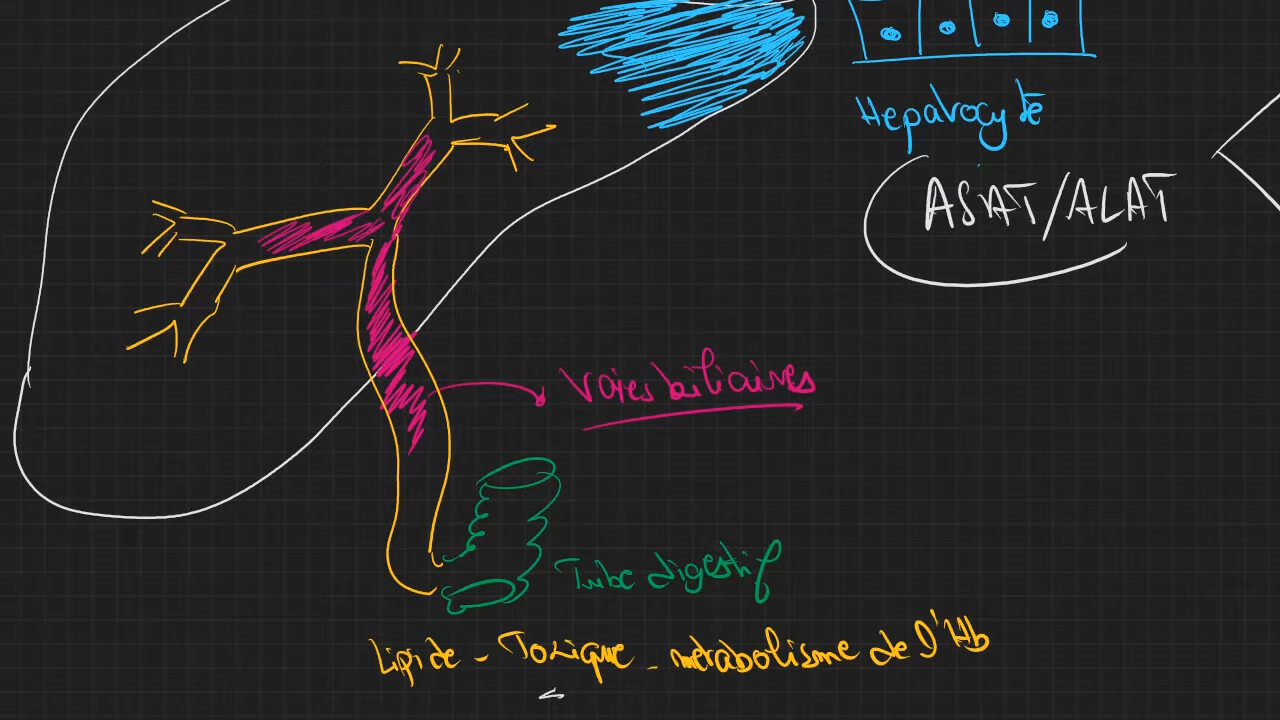 Hepatocyte
ASAT/ALAT
Voies biliaires
Tube digestif
Lipide - Toxique - métabolisme de l'Hb